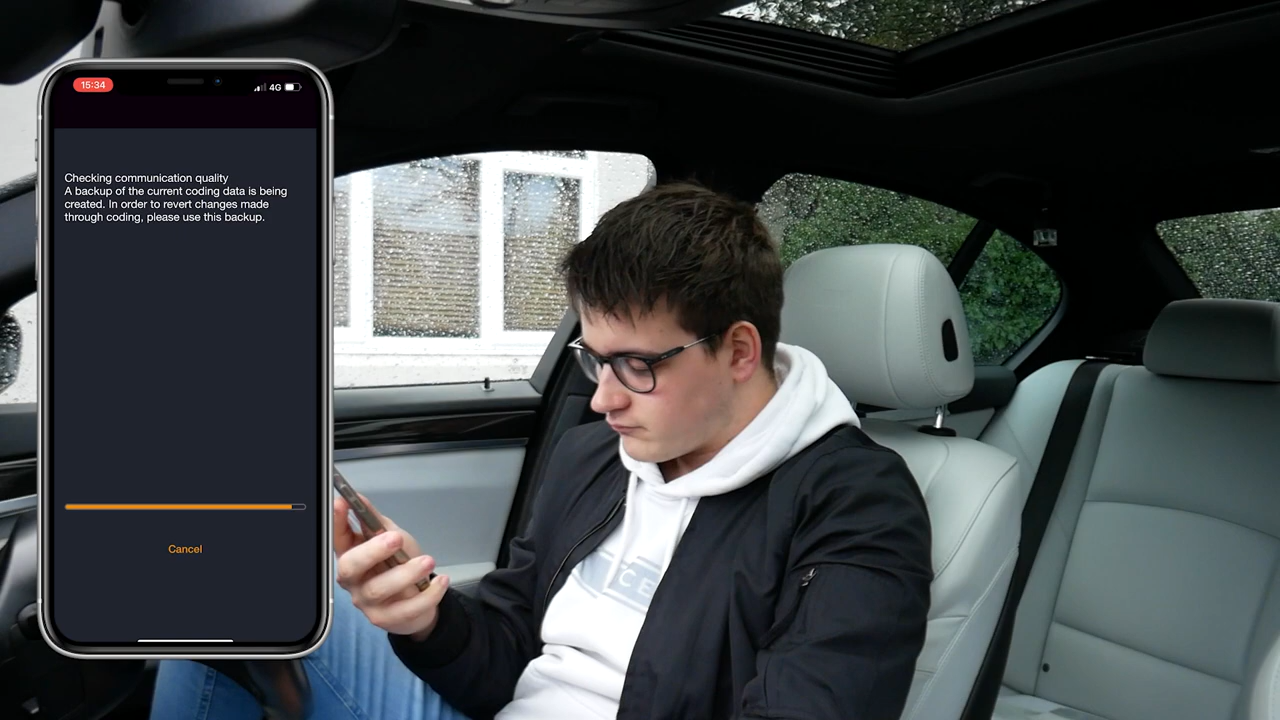 15:34
4G
Checking communication quality
A backup of the current coding data is being
created. In order to revert changes made
through coding, please use this backup.
Cancel